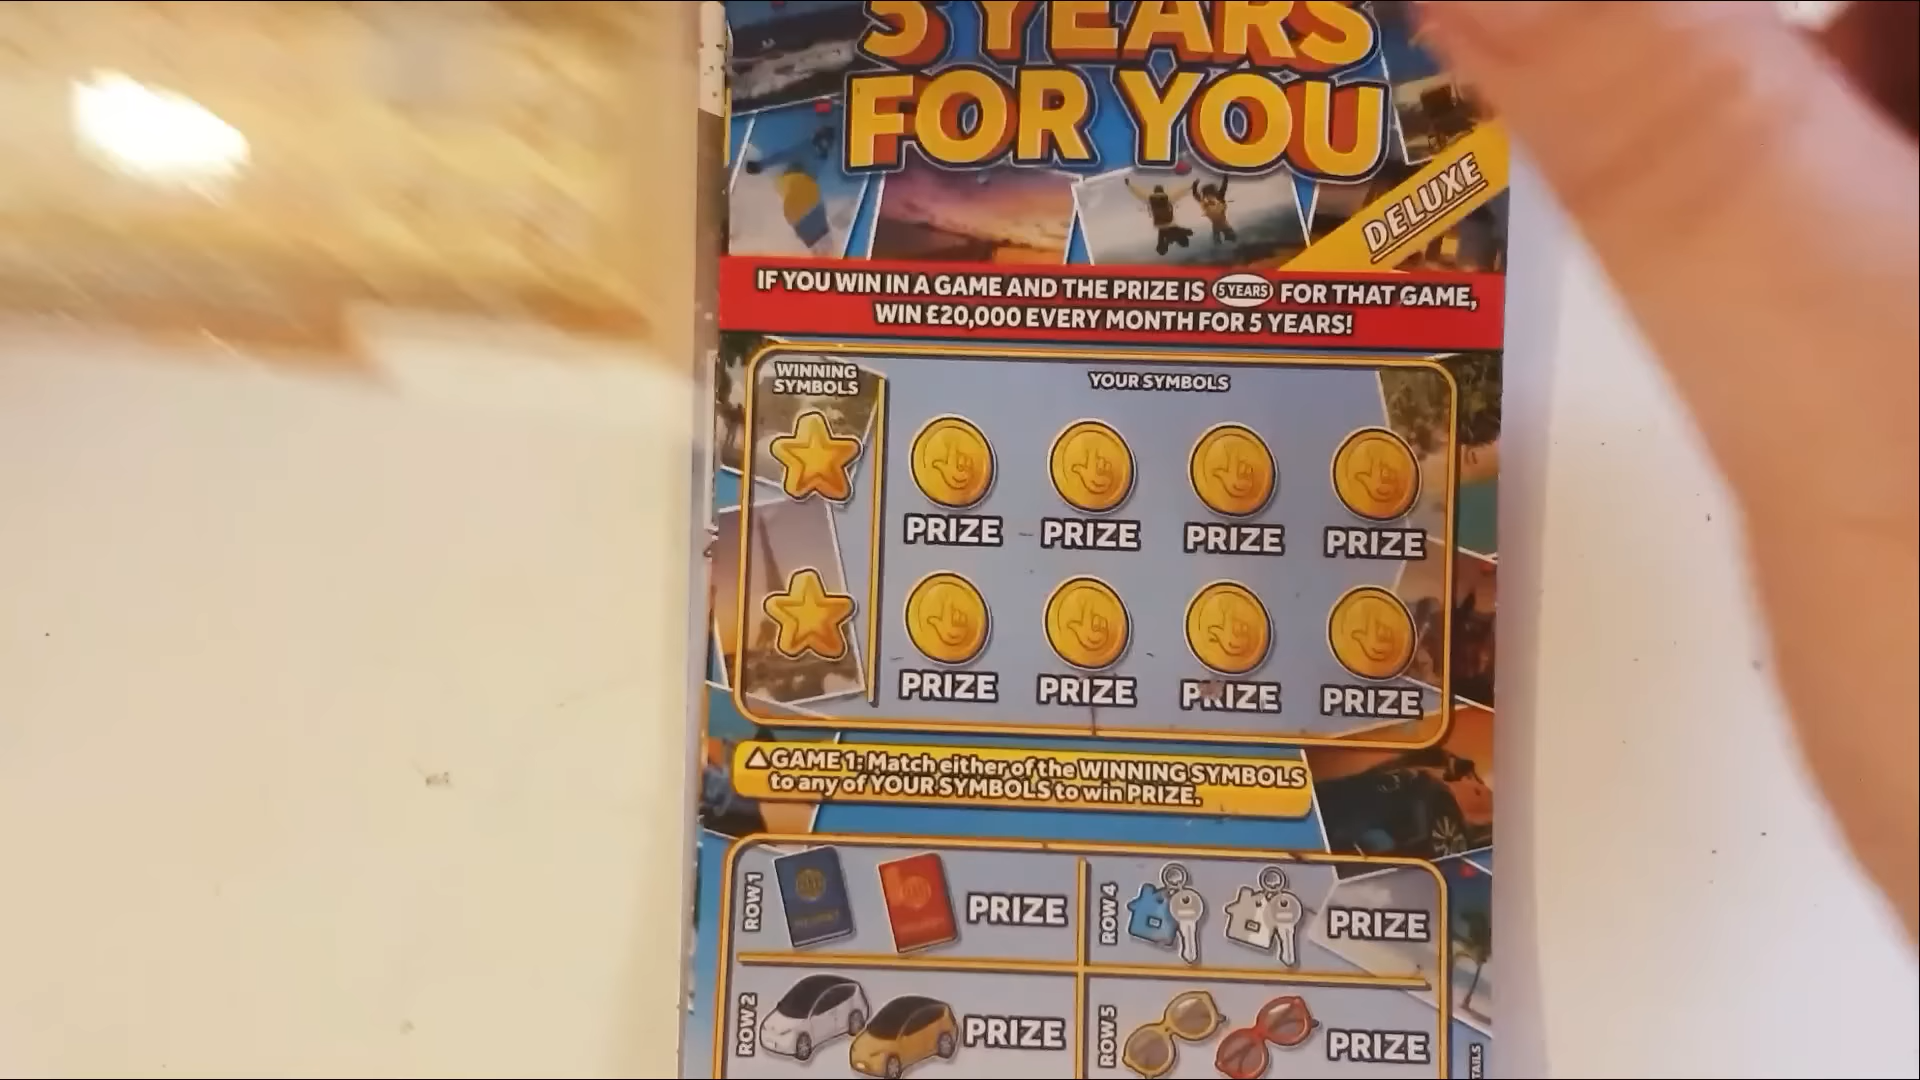 5 YEARS
FOR YOU
DELUXE
IF YOU WIN IN A GAME AND THE PRIZE IS 5 YEARS FOR THAT GAME,
WIN £20,000 EVERY MONTH FOR 5 YEARS!
WINNING
SYMBOLS
YOUR SYMBOLS
PRIZE PRIZE PRIZE PRIZE
PRIZE PRIZE PRIZE PRIZE
▲GAME 1: Match either of the WINNING SYMBOLS
to any of YOUR SYMBOLS to win PRIZE.
ROW 1 PRIZE
ROW 4 PRIZE
ROW 2 PRIZE
ROW 5 PRIZE